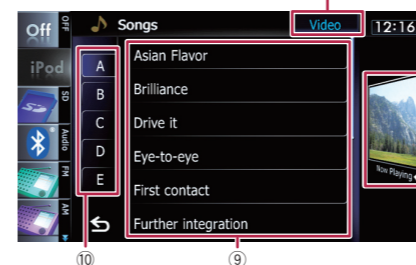 Off OFF
Songs
Video
12:16
iPod
SD
Audio
FM
AM
A
B
C
D
E
Asian Flavor
Brilliance
Drive it
Eye-to-eye
First contact
Further integration
Now Playing
⑩
⑨